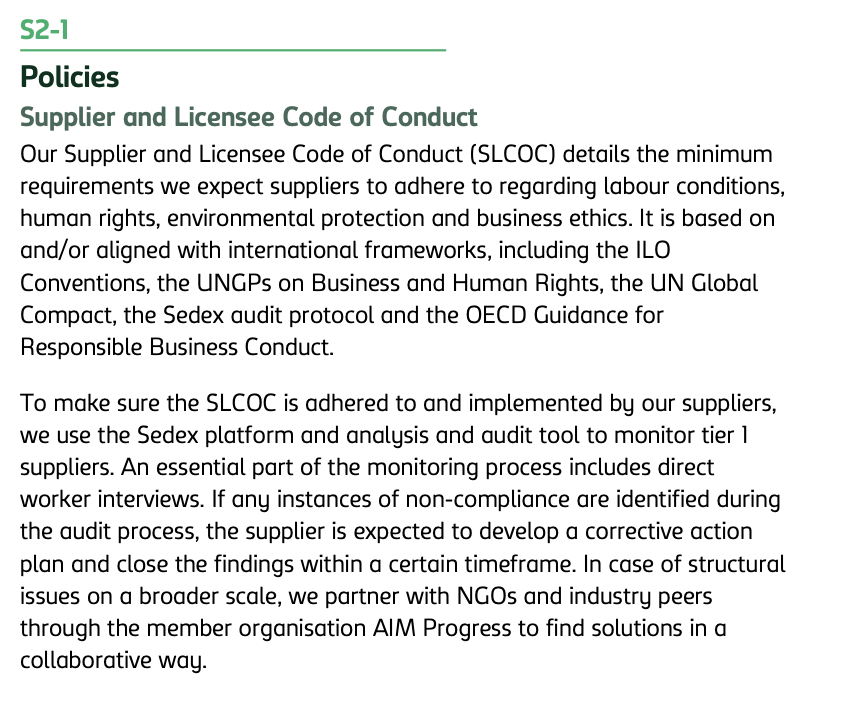 S2-1
Policies
Supplier and Licensee Code of Conduct
Our Supplier and Licensee Code of Conduct (SLCOC) details the minimum
requirements we expect suppliers to adhere to regarding labour conditions,
human rights, environmental protection and business ethics. It is based on
and/or aligned with international frameworks, including the ILO
Conventions, the UNGPs on Business and Human Rights, the UN Global
Compact, the Sedex audit protocol and the OECD Guidance for
Responsible Business Conduct.
To make sure the SLCOC is adhered to and implemented by our suppliers,
we use the Sedex platform and analysis and audit tool to monitor tier 1
suppliers. An essential part of the monitoring process includes direct
worker interviews. If any instances of non-compliance are identified during
the audit process, the supplier is expected to develop a corrective action
plan and close the findings within a certain timeframe. In case of structural
issues on a broader scale, we partner with NGOs and industry peers
through the member organisation AIM Progress to find solutions in a
collaborative way.